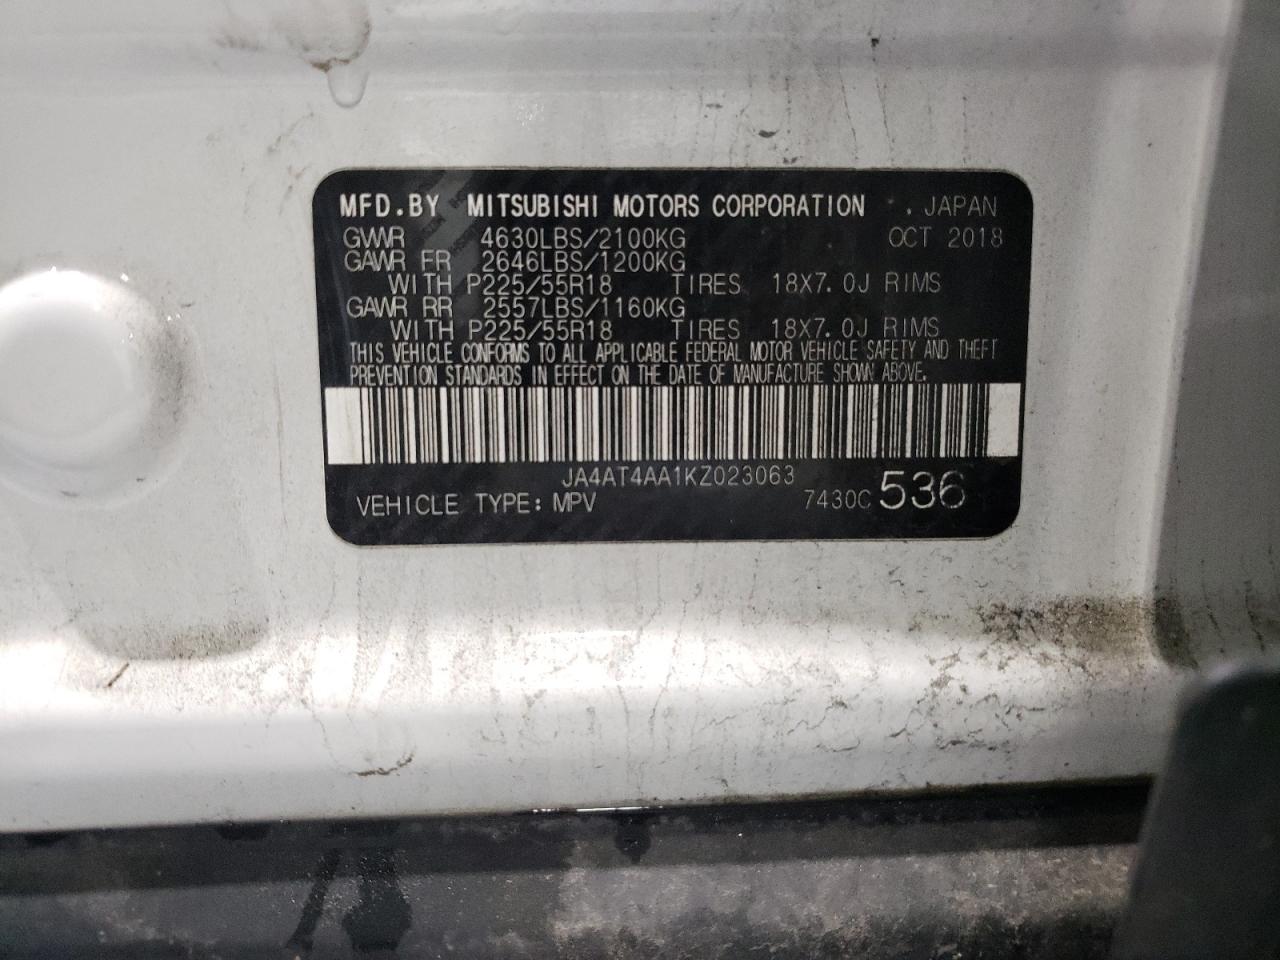 MFD.BY MITSUBISHI MOTORS CORPORATION . JAPAN
GVWR 4630LBS/2100KG OCT 2018
GAWR FR 2646LBS/1200KG
WITH P225/55R18 TIRES 18X7.0J RIMS
GAWR RR 2557LBS/1160KG
WITH P225/55R18 TIRES 18X7.0J RIMS
THIS VEHICLE CONFORMS TO ALL APPLICABLE FEDERAL MOTOR VEHICLE SAFETY AND THEFT
PREVENTION STANDARDS IN EFFECT ON THE DATE OF MANUFACTURE SHOWN ABOVE.
JA4AT4AA1KZ023063
VEHICLE TYPE: MPV 7430C 536